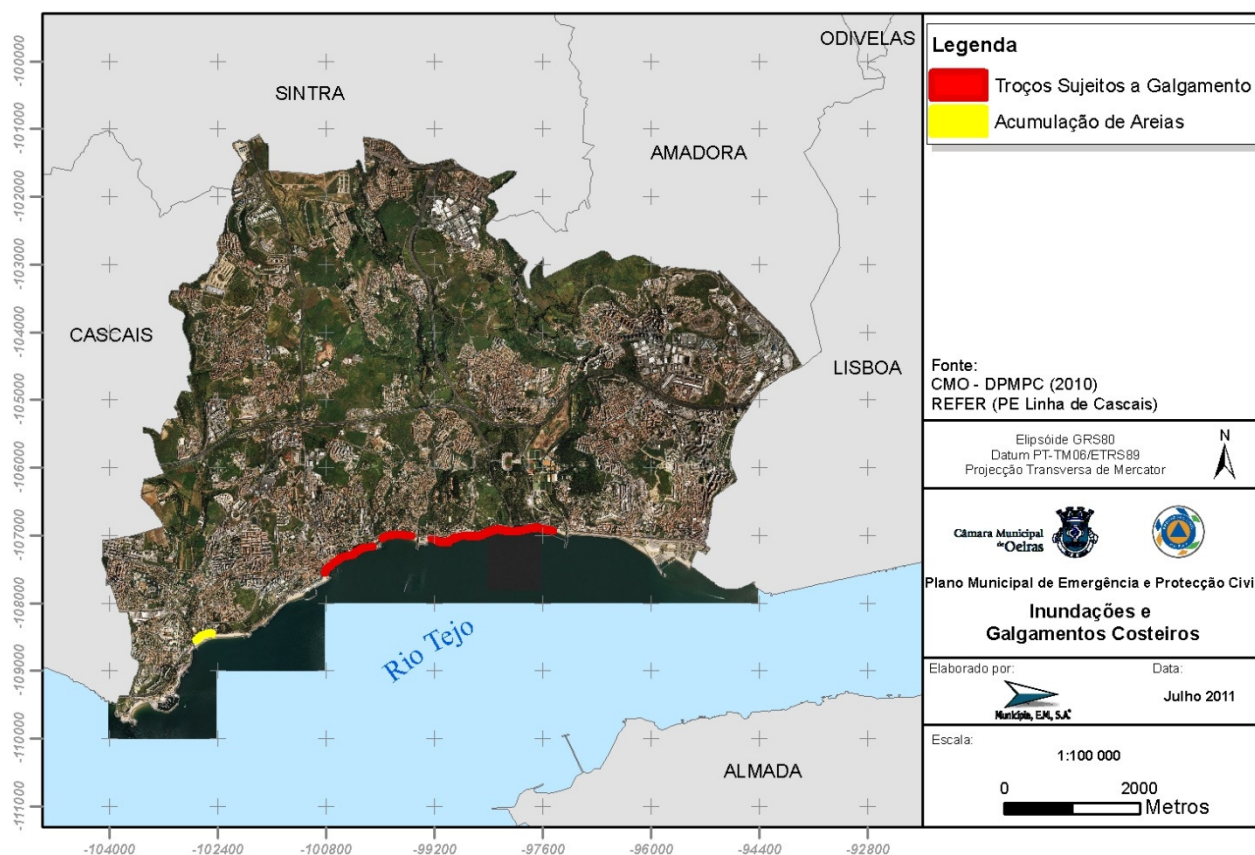 ODIVELAS
SINTRA
AMADORA
CASCAIS
LISBOA
Rio Tejo
ALMADA
-100000
-101000
-102000
-103000
-104000
-105000
-106000
-107000
-108000
-109000
-110000
-111000
-104000
-102400
-100800
-99200
-97600
-96000
-94400
-92800
Legenda
Troços Sujeitos a Galgamento
Acumulação de Areias
Fonte:
CMO - DPMPC (2010)
REFER (PE Linha de Cascais)
Elipsóide GRS80
Datum PT-TM06/ETRS89
Projecção Transversa de Mercator
N
Câmara Municipal
de Oeiras
Plano Municipal de Emergência e Protecção Civi
Inundações e
Galgamentos Costeiros
Elaborado por:
Municípia, E.M, S.A.
Data:
Julho 2011
Escala:
1:100 000
0 2000
Metros